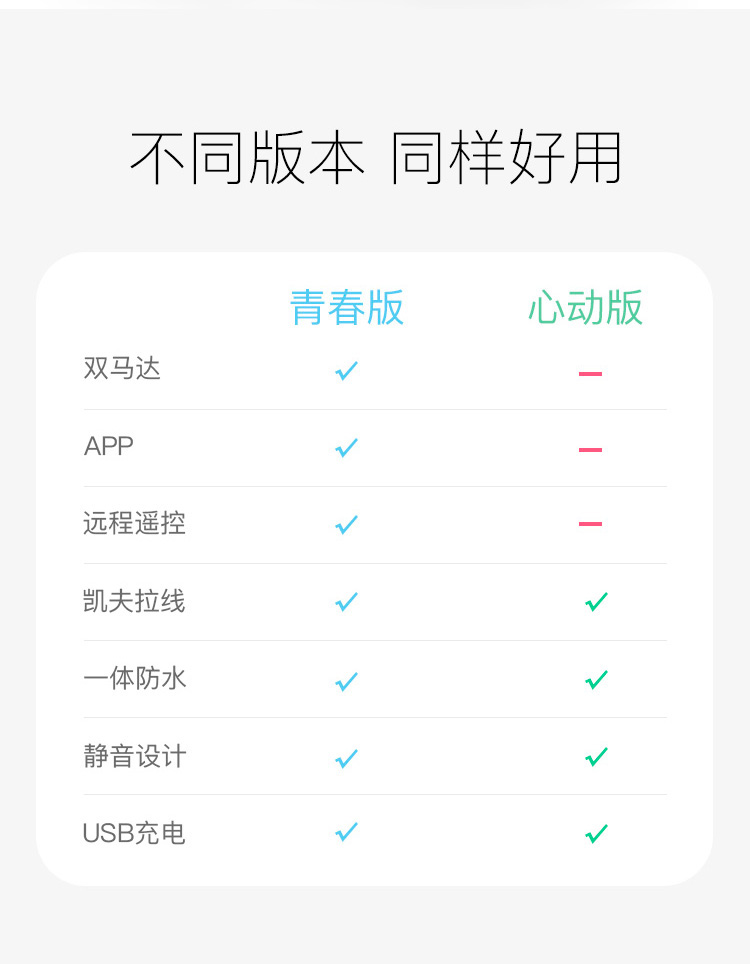 不同版本 同样好用
青春版 心动版
双马达
APP
远程遥控
凯夫拉线
一体防水
静音设计
USB充电